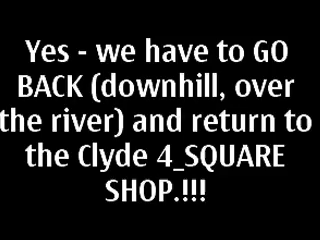 Yes - we have to GO
BACK (downhill, over
the river) and return to
the Clyde 4_SQUARE
SHOP.!!!